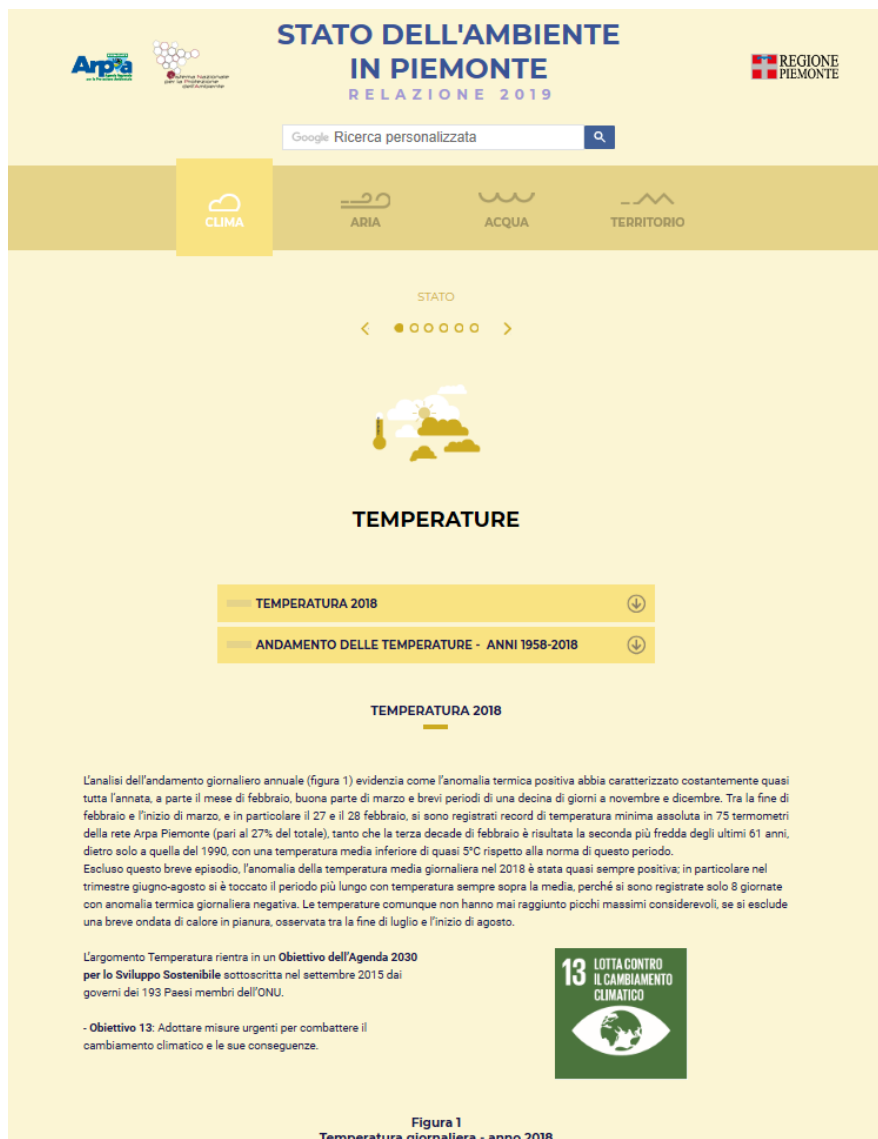 STATO DELL'AMBIENTE
IN PIEMONTE
RELAZIONE 2019
Arpa
Sistema Nazionale
per la Protezione
dell'Ambiente
REGIONE
PIEMONTE
Google Ricerca personalizzata
CLIMA
ARIA
ACQUA
TERRITORIO
STATO
TEMPERATURE
TEMPERATURA 2018
ANDAMENTO DELLE TEMPERATURE - ANNI 1958-2018
TEMPERATURA 2018
L'analisi dell'andamento giornaliero annuale (figura 1) evidenzia come l'anomalia termica positiva abbia caratterizzato costantemente quasi
tutta l'annata, a parte il mese di febbraio, buona parte di marzo e brevi periodi di una decina di giorni a novembre e dicembre. Tra la fine di
febbraio e l'inizio di marzo, e in particolare il 27 e il 28 febbraio, si sono registrati record di temperatura minima assoluta in 75 termometri
della rete Arpa Piemonte (pari al 27% del totale), tanto che la terza decade di febbraio è risultata la seconda più fredda degli ultimi 61 anni,
dietro solo a quella del 1990, con una temperatura media inferiore di quasi 5°C rispetto alla norma di questo periodo.
Escluso questo breve episodio, l'anomalia della temperatura media giornaliera nel 2018 è stata quasi sempre positiva; in particolare nel
trimestre giugno-agosto si è toccato il periodo più lungo con temperatura sempre sopra la media, perché si sono registrate solo 8 giornate
con anomalia termica giornaliera negativa. Le temperature comunque non hanno mai raggiunto picchi massimi considerevoli, se si esclude
una breve ondata di calore in pianura, osservata tra la fine di luglio e l'inizio di agosto.
L'argomento Temperatura rientra in un Obiettivo dell'Agenda 2030
per lo Sviluppo Sostenibile sottoscritta nel settembre 2015 dai
governi dei 193 Paesi membri dell'ONU.
- Obiettivo 13: Adottare misure urgenti per combattere il
cambiamento climatico e le sue conseguenze.
13 LOTTA CONTRO
IL CAMBIAMENTO
CLIMATICO
Figura 1
Temperatura giornaliera - anno 2018